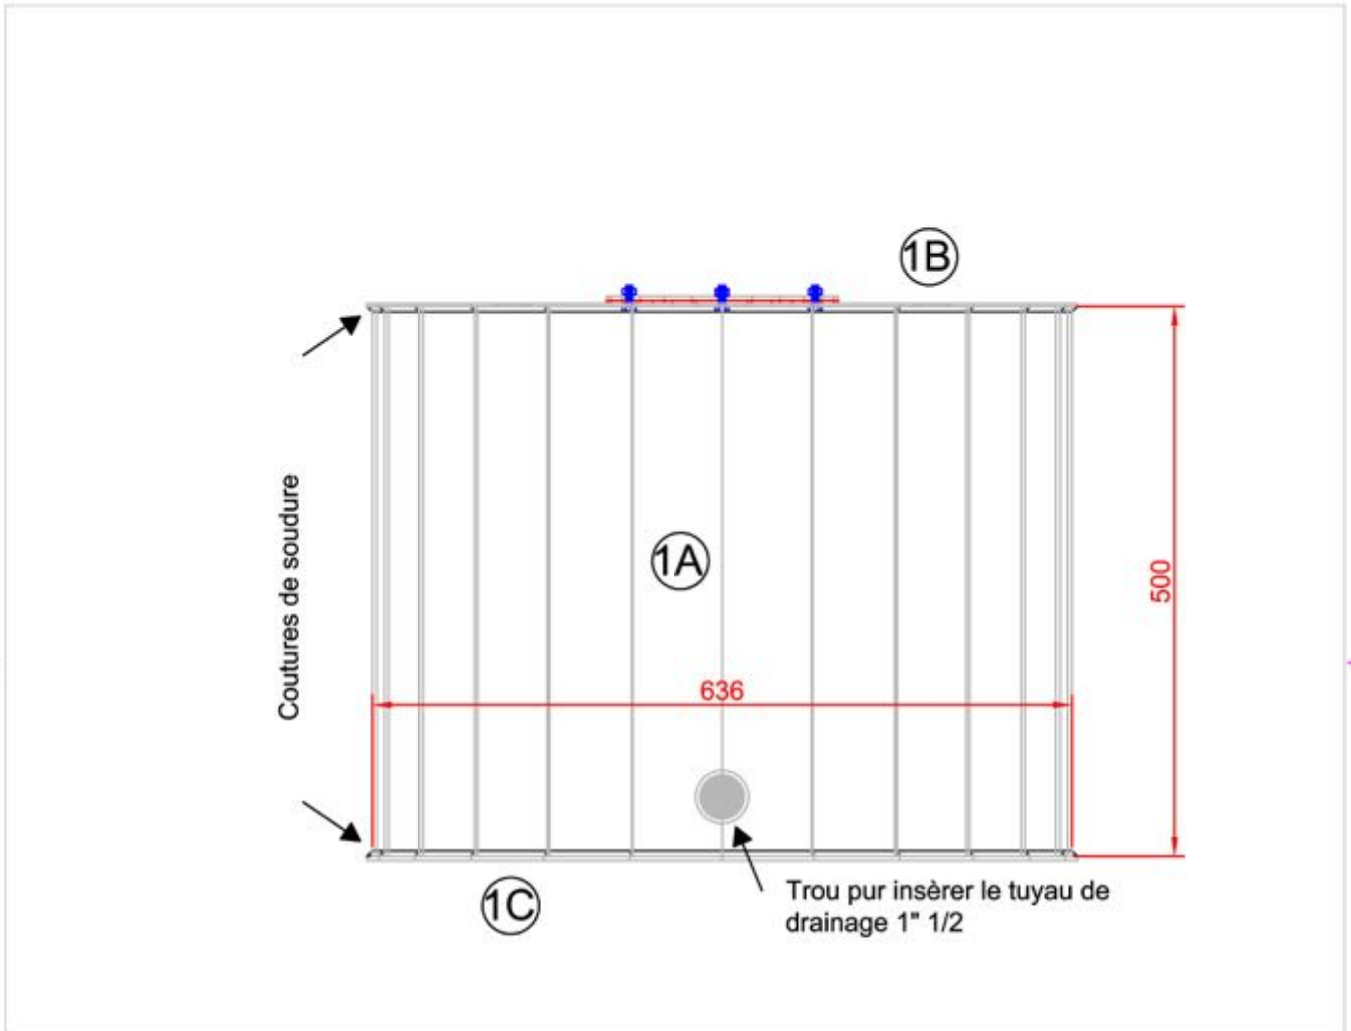 1B
Coutures de soudure
1A
500
636
1C
Trou pur insèrer le tuyau de
drainage 1" 1/2